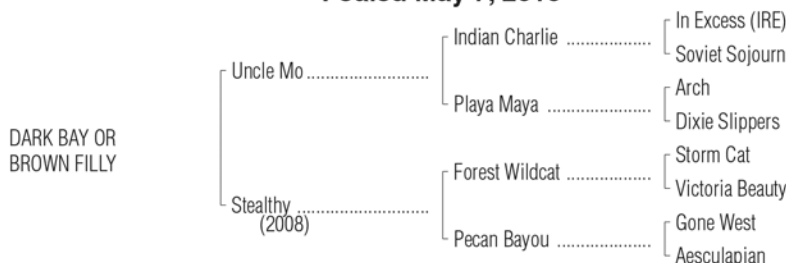 Foaled May 7,
In Excess (IRE)
Indian Charlie ..................
Soviet Sojourn
Uncle Mo ..........................
Arch
Playa Maya ......................
Dixie Slippers
DARK BAY OR
BROWN FILLY
Storm Cat
Forest Wildcat ..................
Victoria Beauty
Stealthy ............................
(2008)
Gone West
Pecan Bayou ....................
Aesculapian